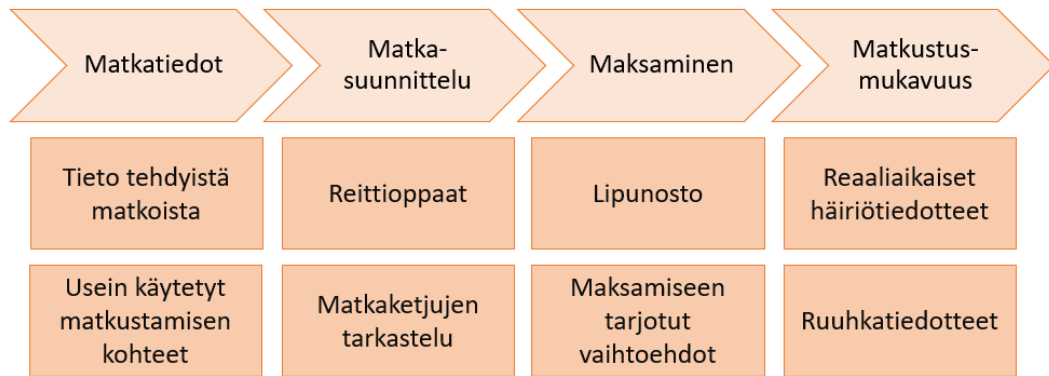 Matkatiedot
Matka-
suunnittelu
Maksaminen
Matkustus-
mukavuus
Tieto tehdyistä
matkoista
Reittioppaat
Lipunosto
Reaaliaikaiset
häiriötiedotteet
Usein käytetyt
matkustamisen
kohteet
Matkaketjujen
tarkastelu
Maksamiseen
tarjotut
vaihtoehdot
Ruuhkatiedotteet